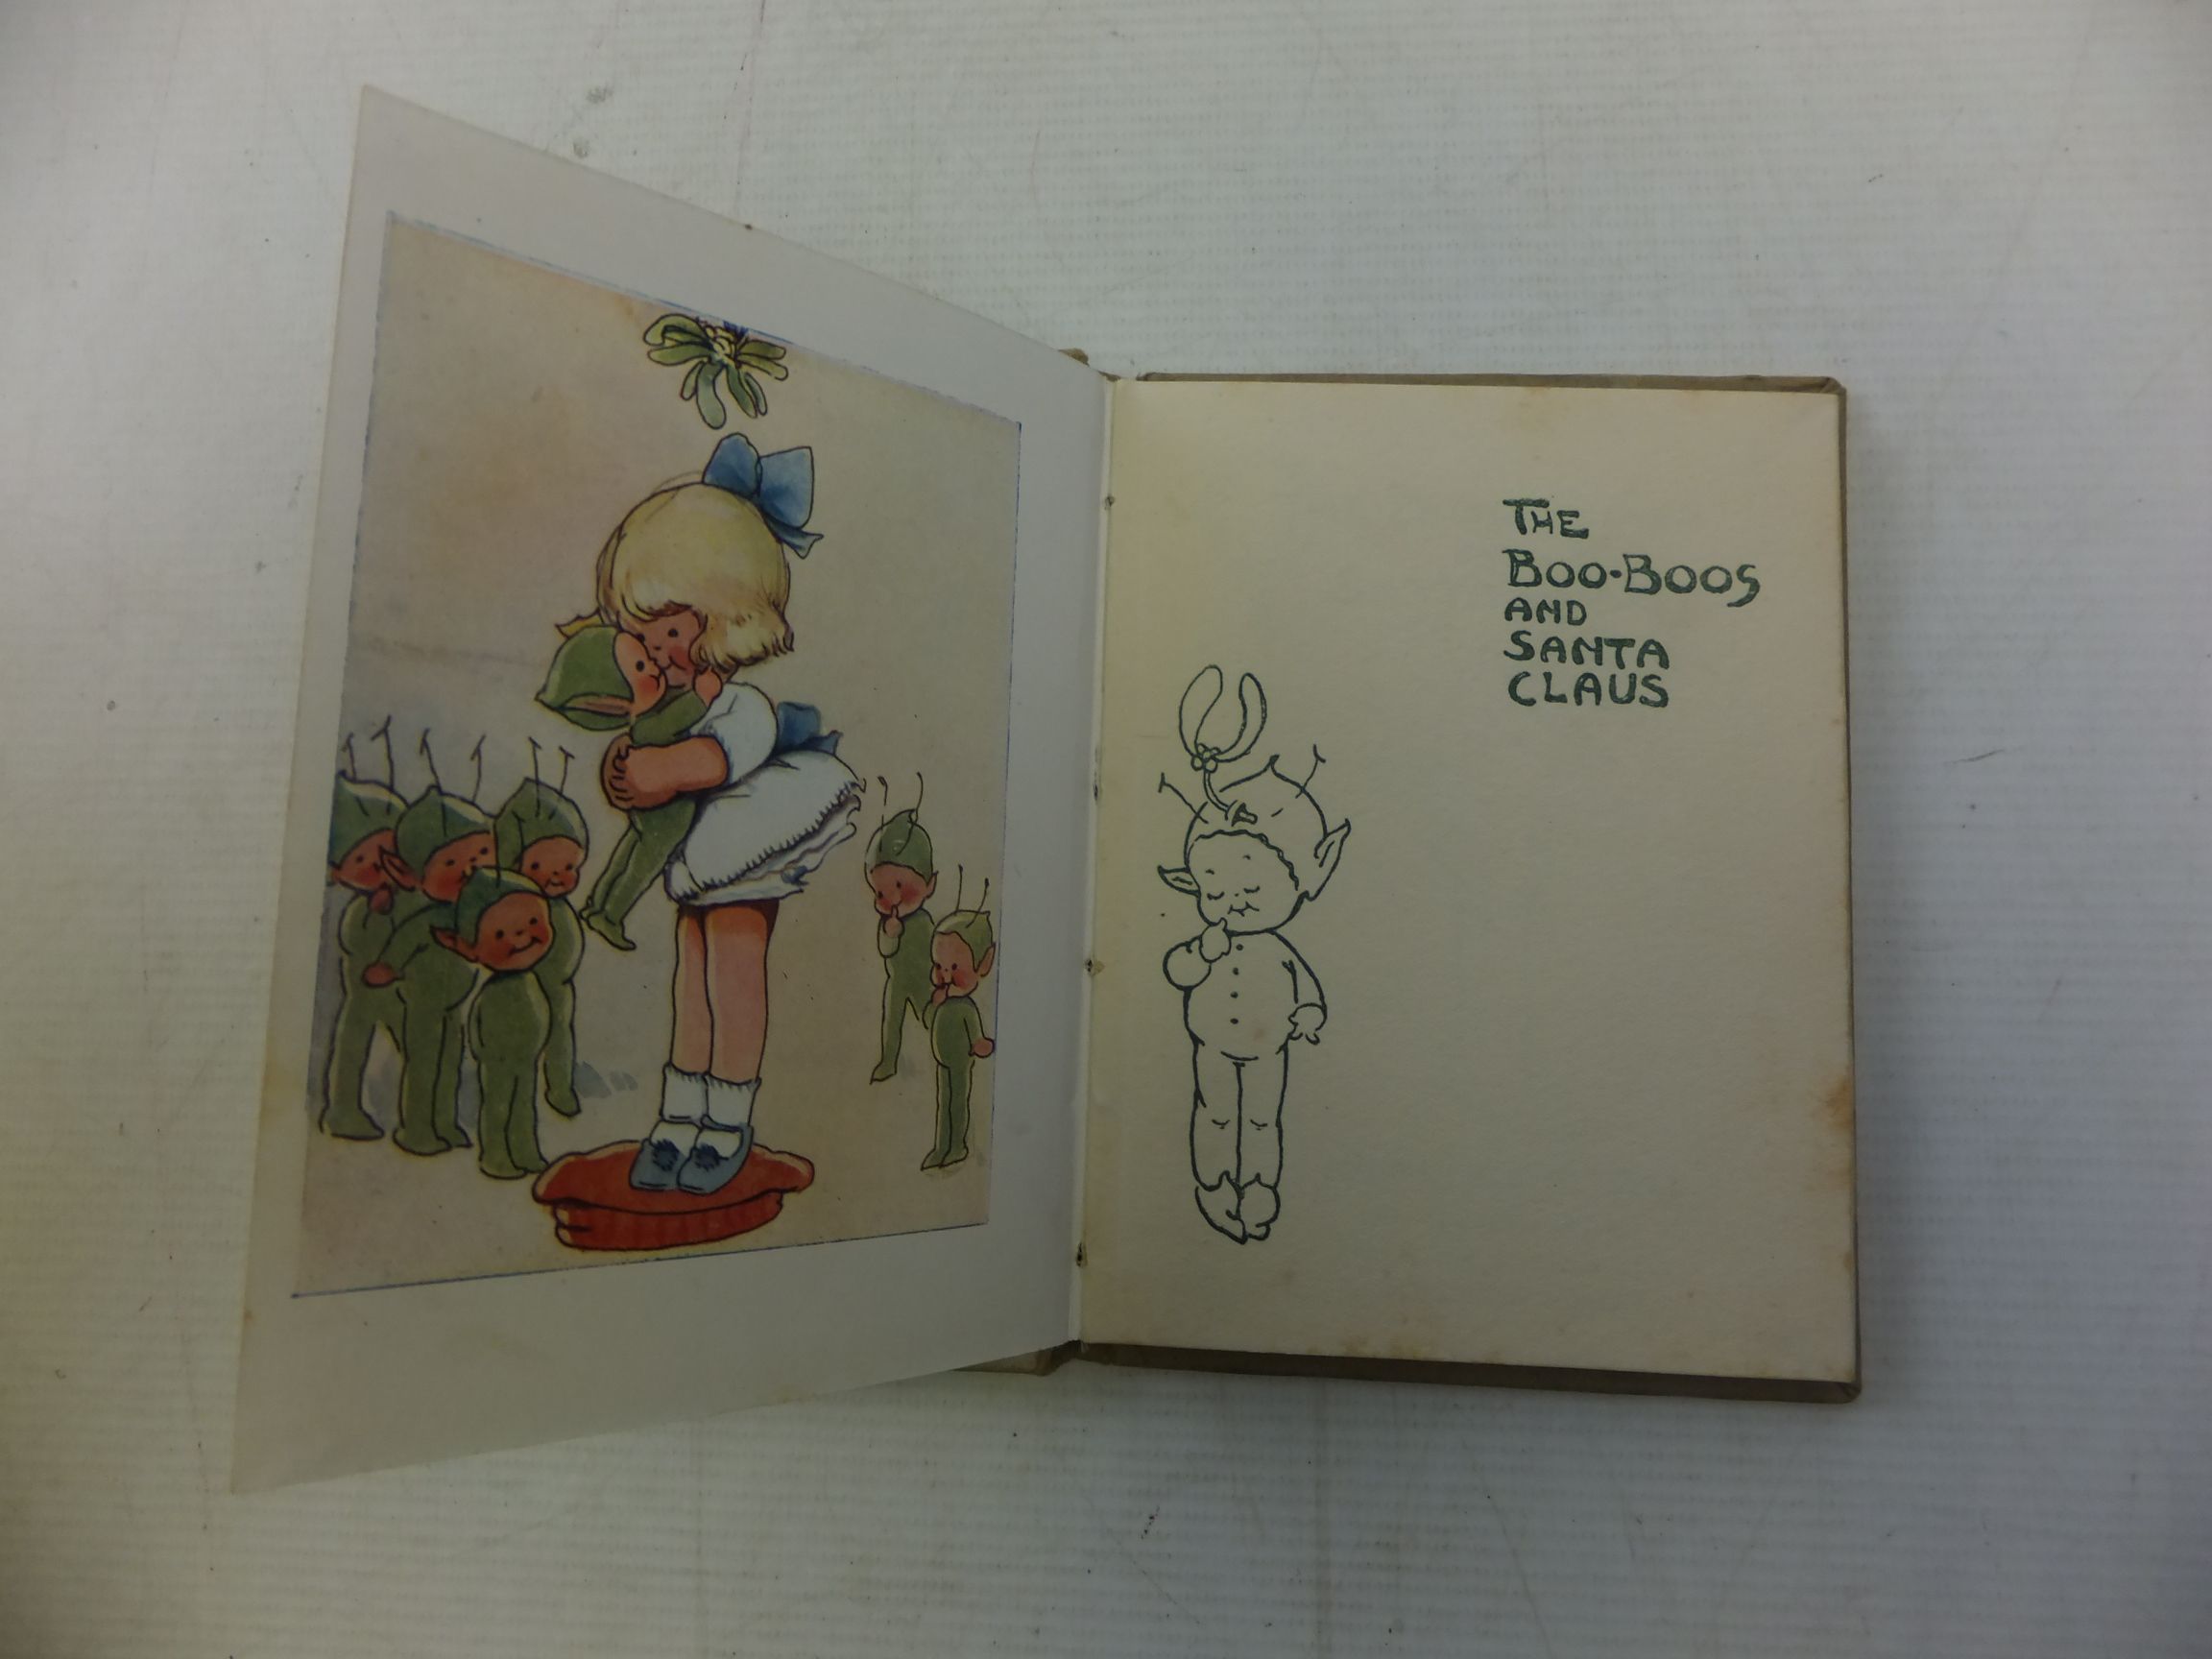 THE
BOO-BOOS
AND
SANTA
CLAUS